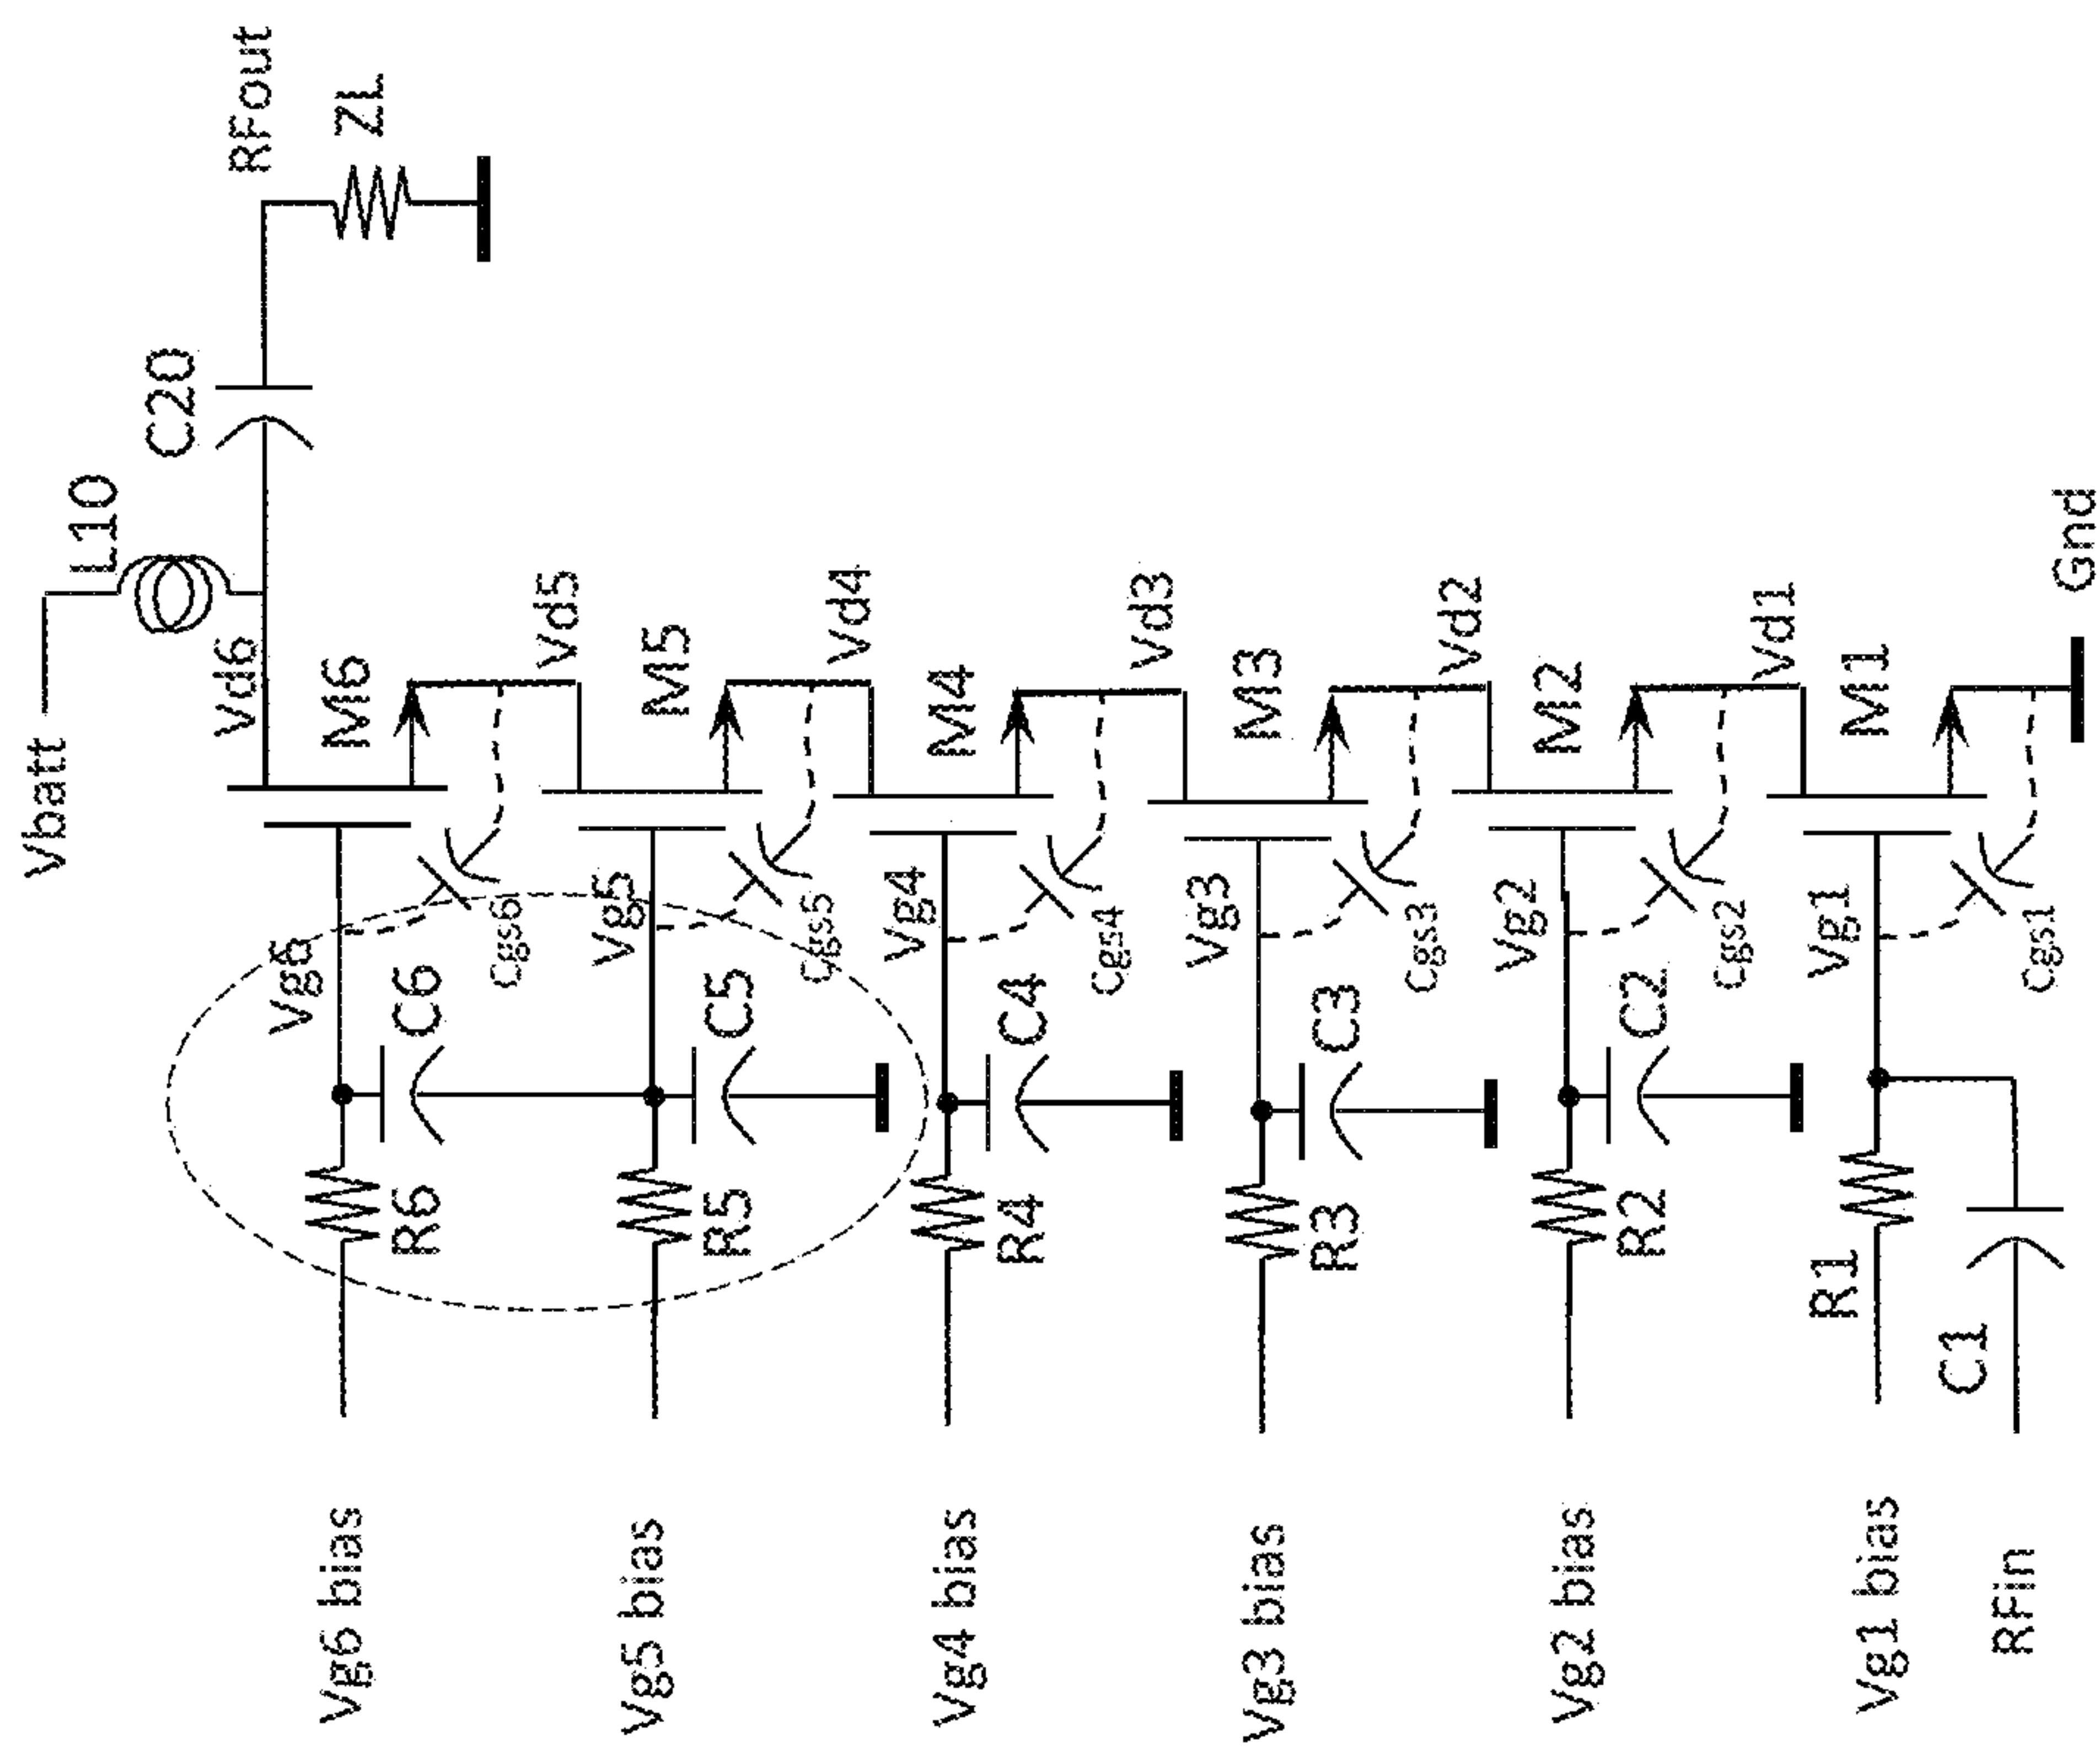 Vbatt
L10
C20
RFout
ZL
Vd6
M6
Vg6
Cgs6
C6
R6
Vg6 bias
Vd5
M5
Vg5
Cgs5
C5
R5
Vg5 bias
Vd4
M4
Vg4
Cgs4
C4
R4
Vg4 bias
Vd3
M3
Vg3
Cgs3
C3
R3
Vg3 bias
Vd2
M2
Vg2
Cgs2
C2
R2
Vg2 bias
Vd1
M1
Vg1
Cgs1
R1
Vg1 bias
C1
RFin
Gnd